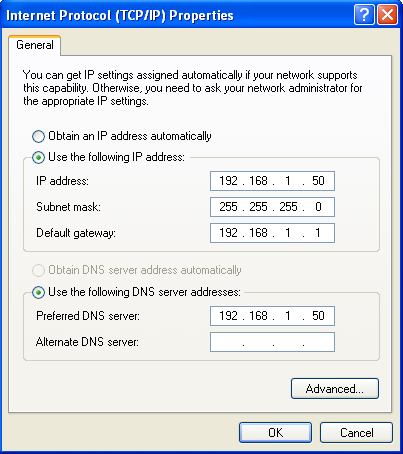 Internet Protocol (TCP/IP) Properties
General
You can get IP settings assigned automatically if your network supports
this capability. Otherwise, you need to ask your network administrator for
the appropriate IP settings.
Obtain an IP address automatically
Use the following IP address:
IP address: 192 . 168 . 1 . 50
Subnet mask: 255 . 255 . 255 . 0
Default gateway: 192 . 168 . 1 . 1
Obtain DNS server address automatically
Use the following DNS server addresses:
Preferred DNS server: 192 . 168 . 1 . 50
Alternate DNS server: . . .
Advanced...
OK Cancel